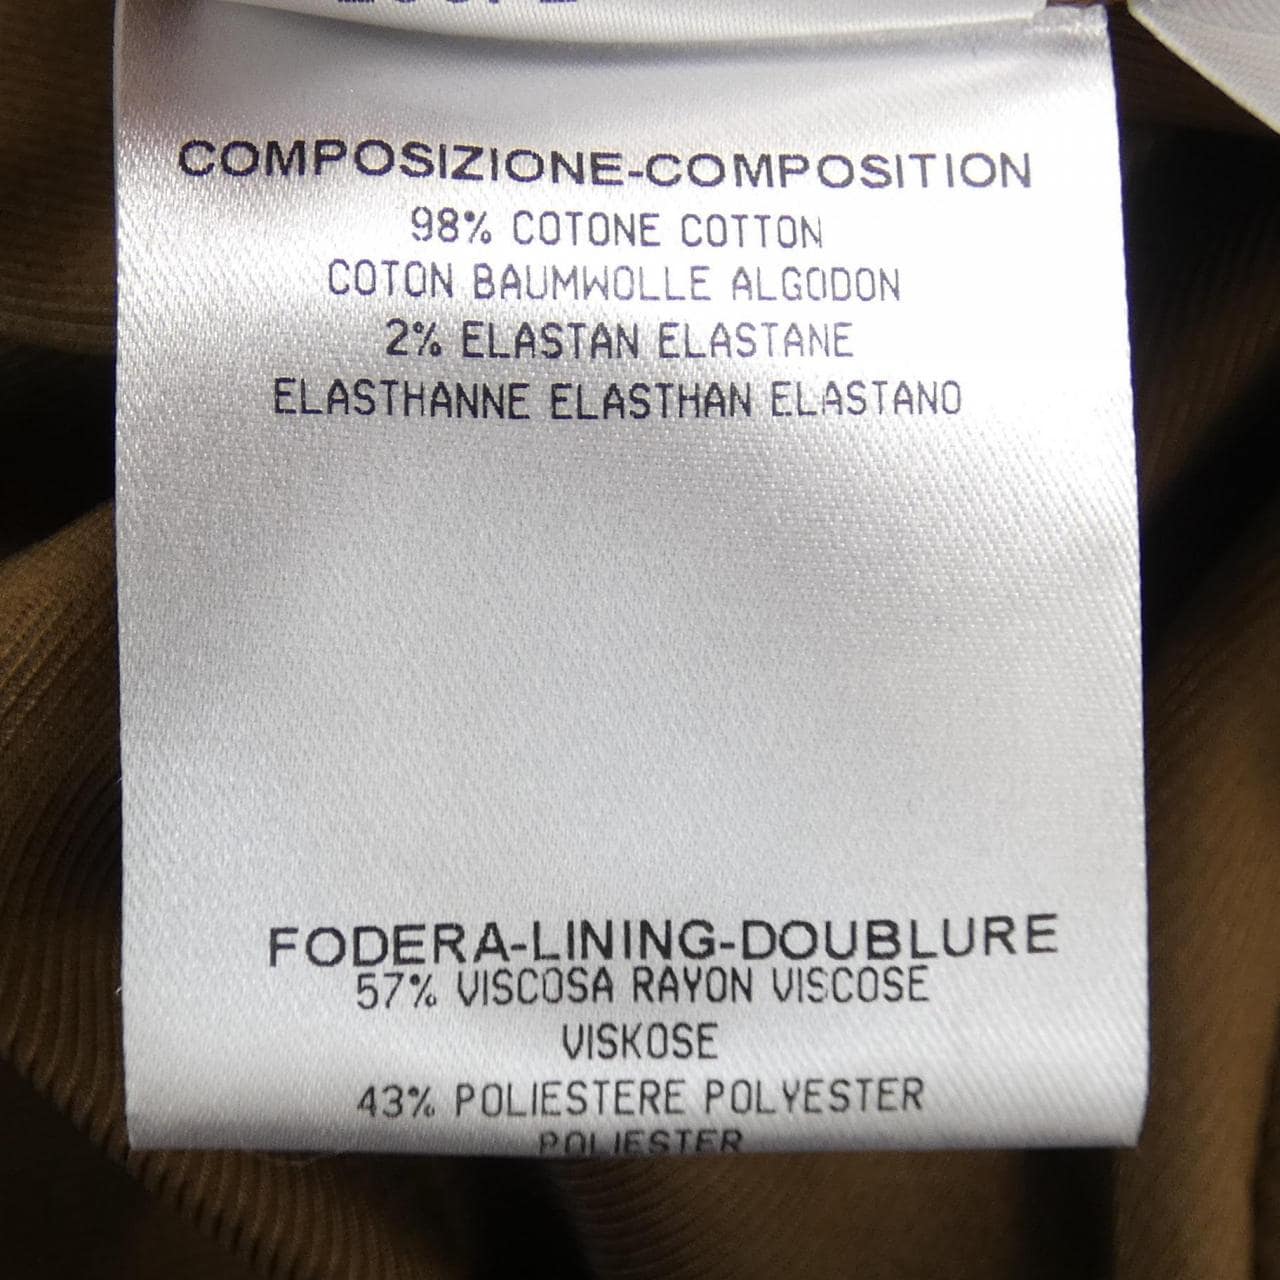 COMPOSIZIONE-COMPOSITION
98% COTONE COTTON
COTON BAUMWOLLE ALGODON
2% ELASTAN ELASTANE
ELASTHANNE ELASTHAN ELASTANO
FODERA-LINING-DOUBLURE
57% VISCOSA RAYON VISCOSE
VISKOSE
43% POLIESTERE POLYESTER
POLIESTER